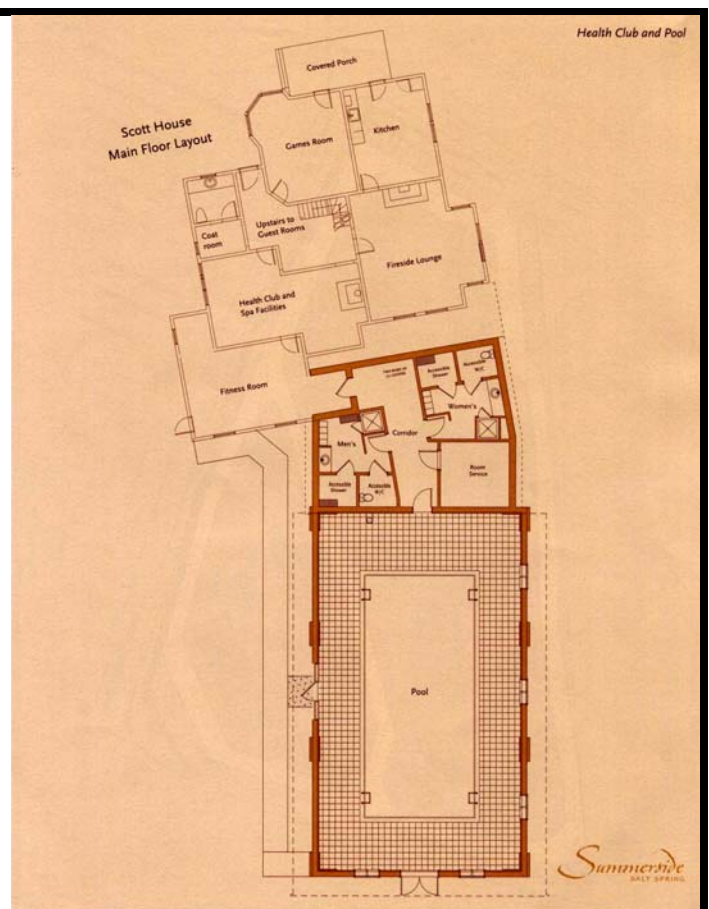 Health Club and Pool
Scott House
Main Floor Layout
Covered Porch
Games Room
Kitchen
Coat
room
Upstairs to
Guest Rooms
Fireside Lounge
Health Club and
Spa Facilities
Fitness Room
Accessible
Shower
Accessible
W/C
Women's
Corridor
Men's
Room
Service
Accessible
Shower
Accessible
W/C
Pool
Summerside
SALT SPRING